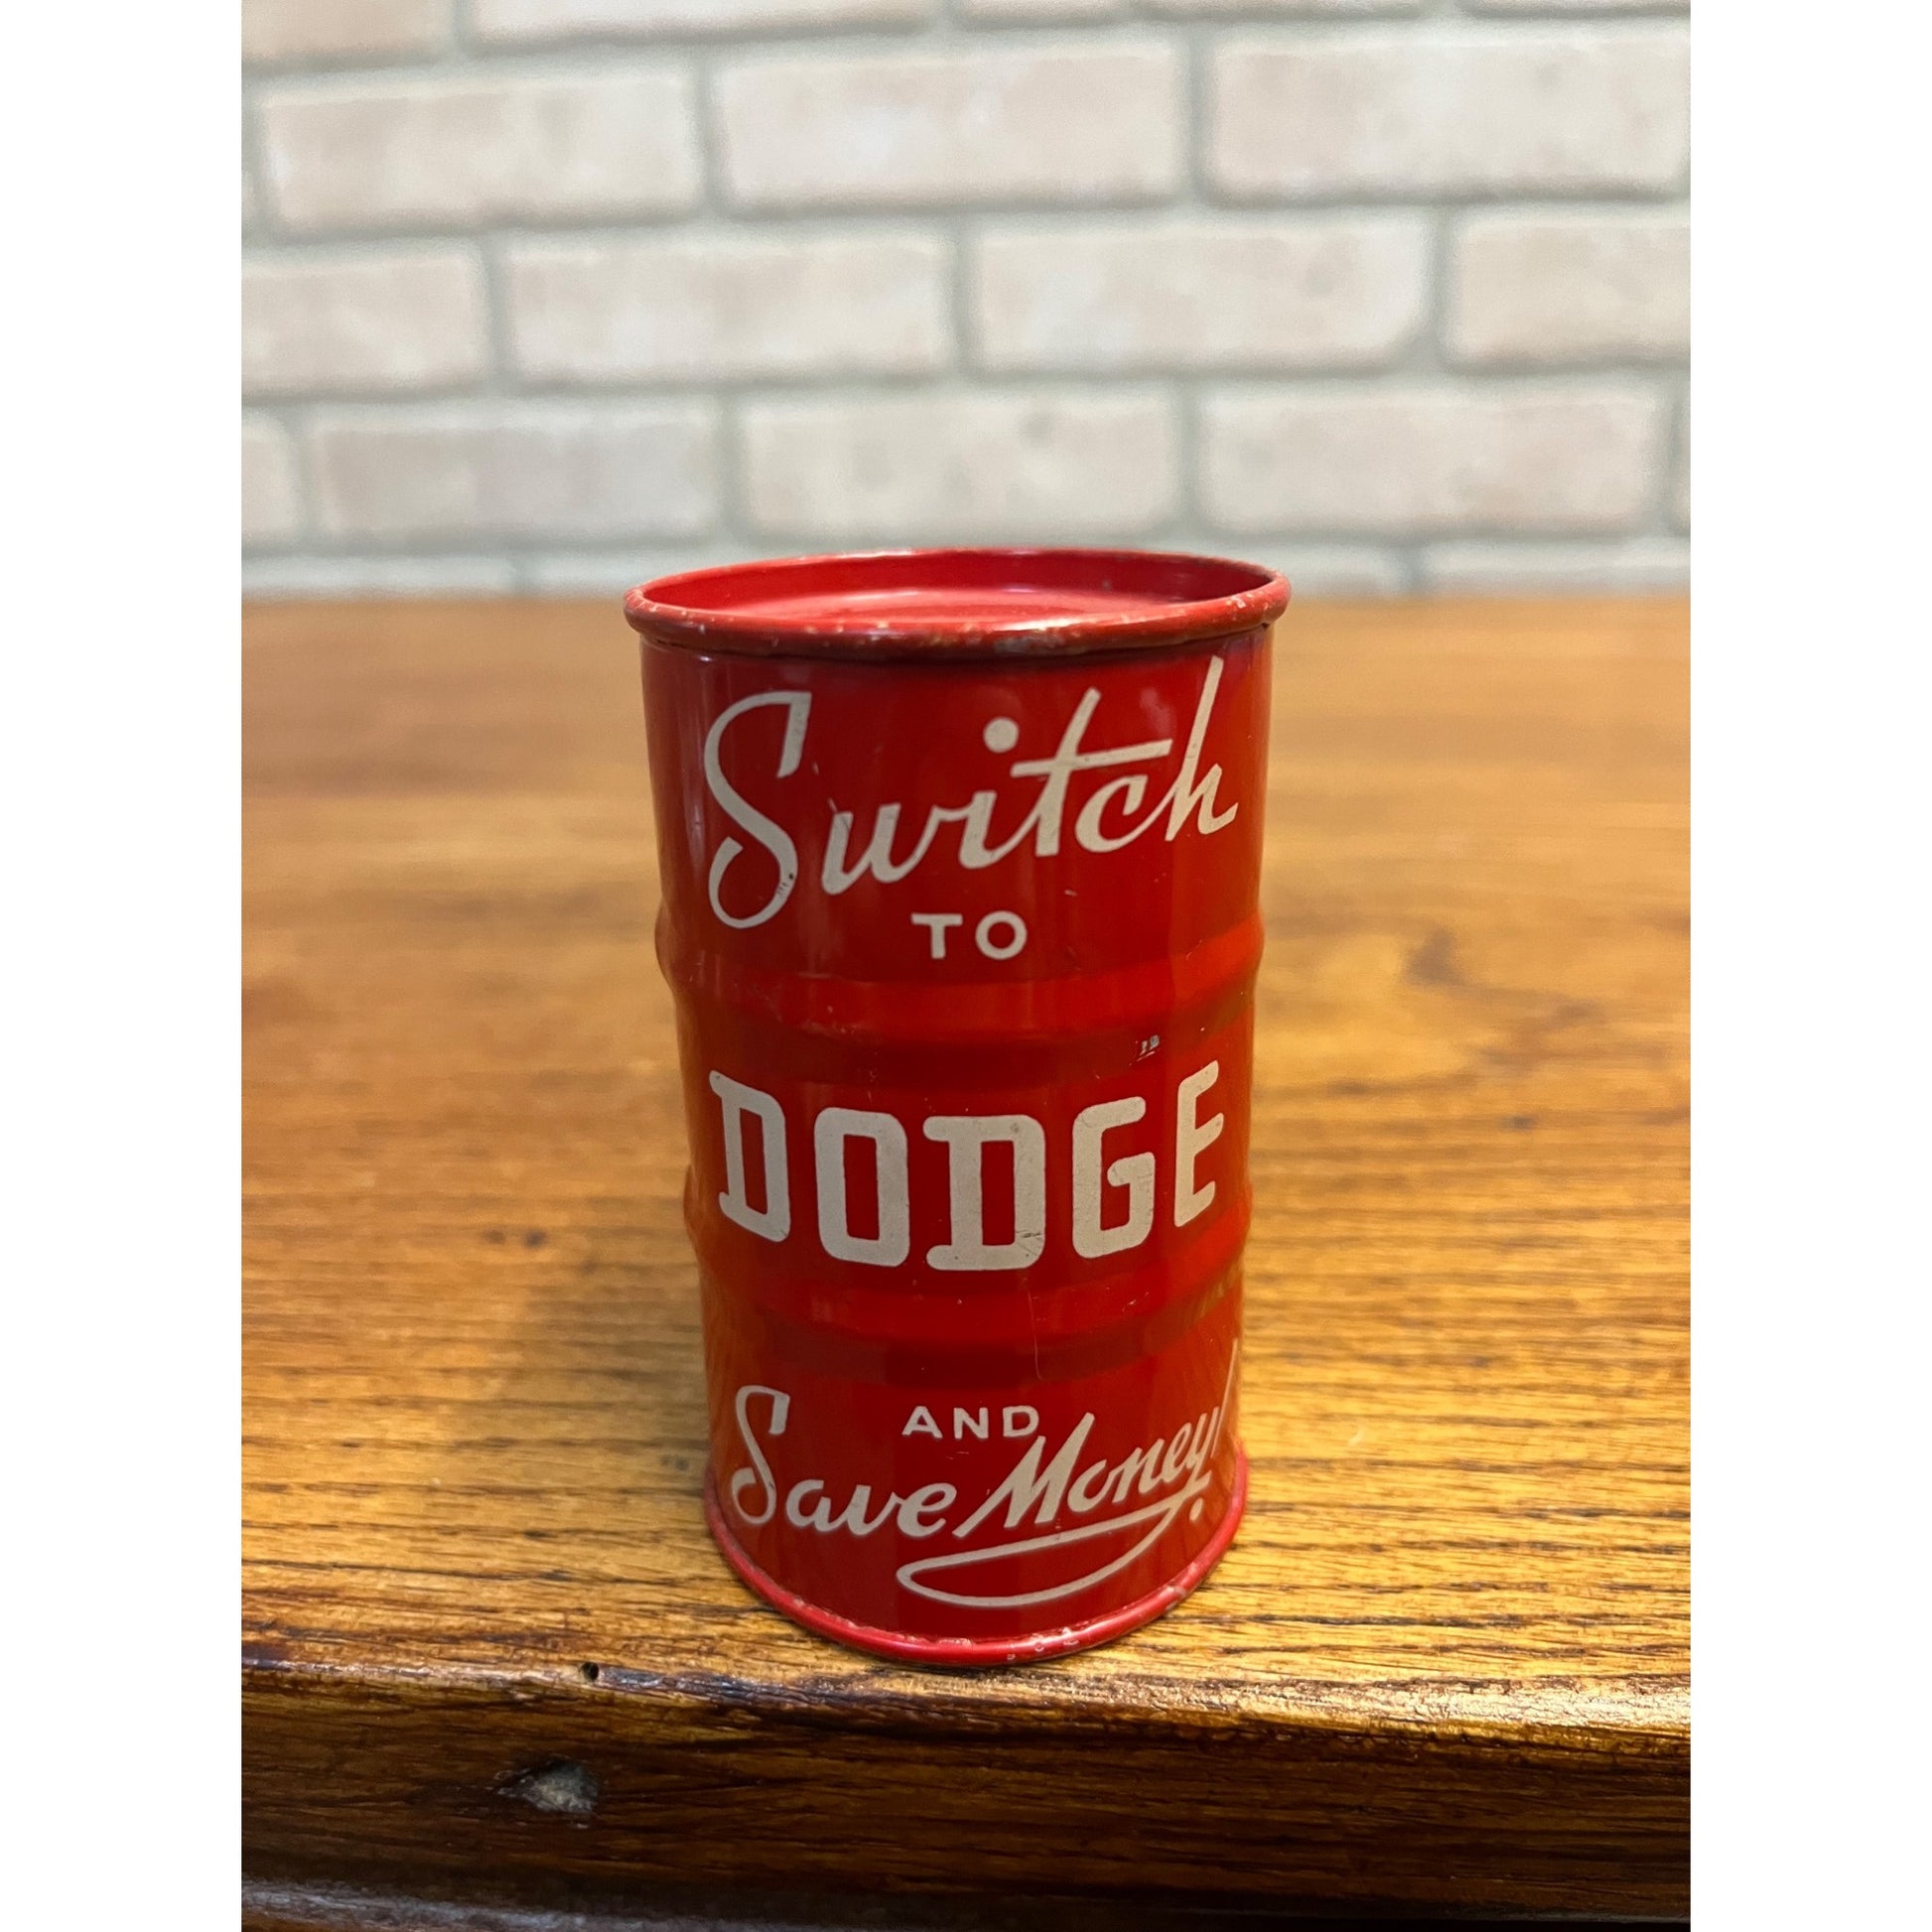 Switch
TO
DODGE
AND
Save Money!